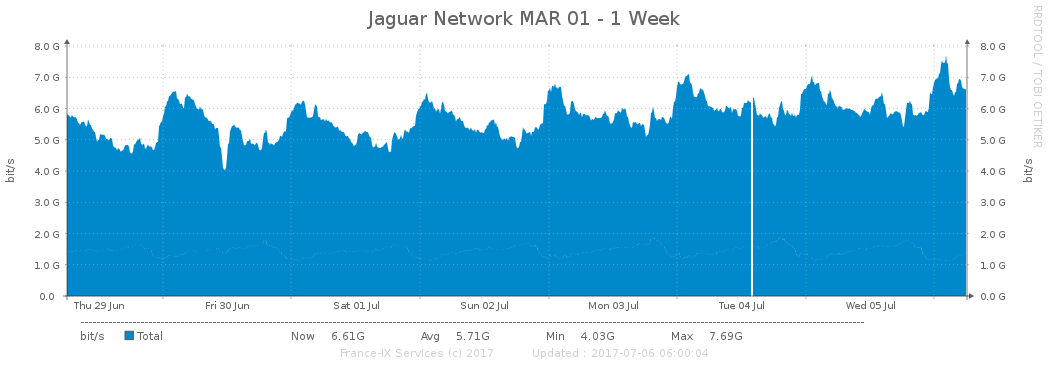 Jaguar Network MAR 01 - 1 Week
RRDTOOL / TOBI OETIKER
8.0 G 8.0 G
7.0 G 7.0 G
6.0 G 6.0 G
5.0 G 5.0 G
4.0 G 4.0 G
3.0 G 3.0 G
2.0 G 2.0 G
1.0 G 1.0 G
0.0 0.0 G
bit/s bit/s
Thu 29 Jun Fri 30 Jun Sat 01 Jul Sun 02 Jul Mon 03 Jul Tue 04 Jul Wed 05 Jul
bit/s Total Now 6.61G Avg 5.71G Min 4.03G Max 7.69G
France-IX Services (c) 2017 Updated : 2017-07-06 06:00:04